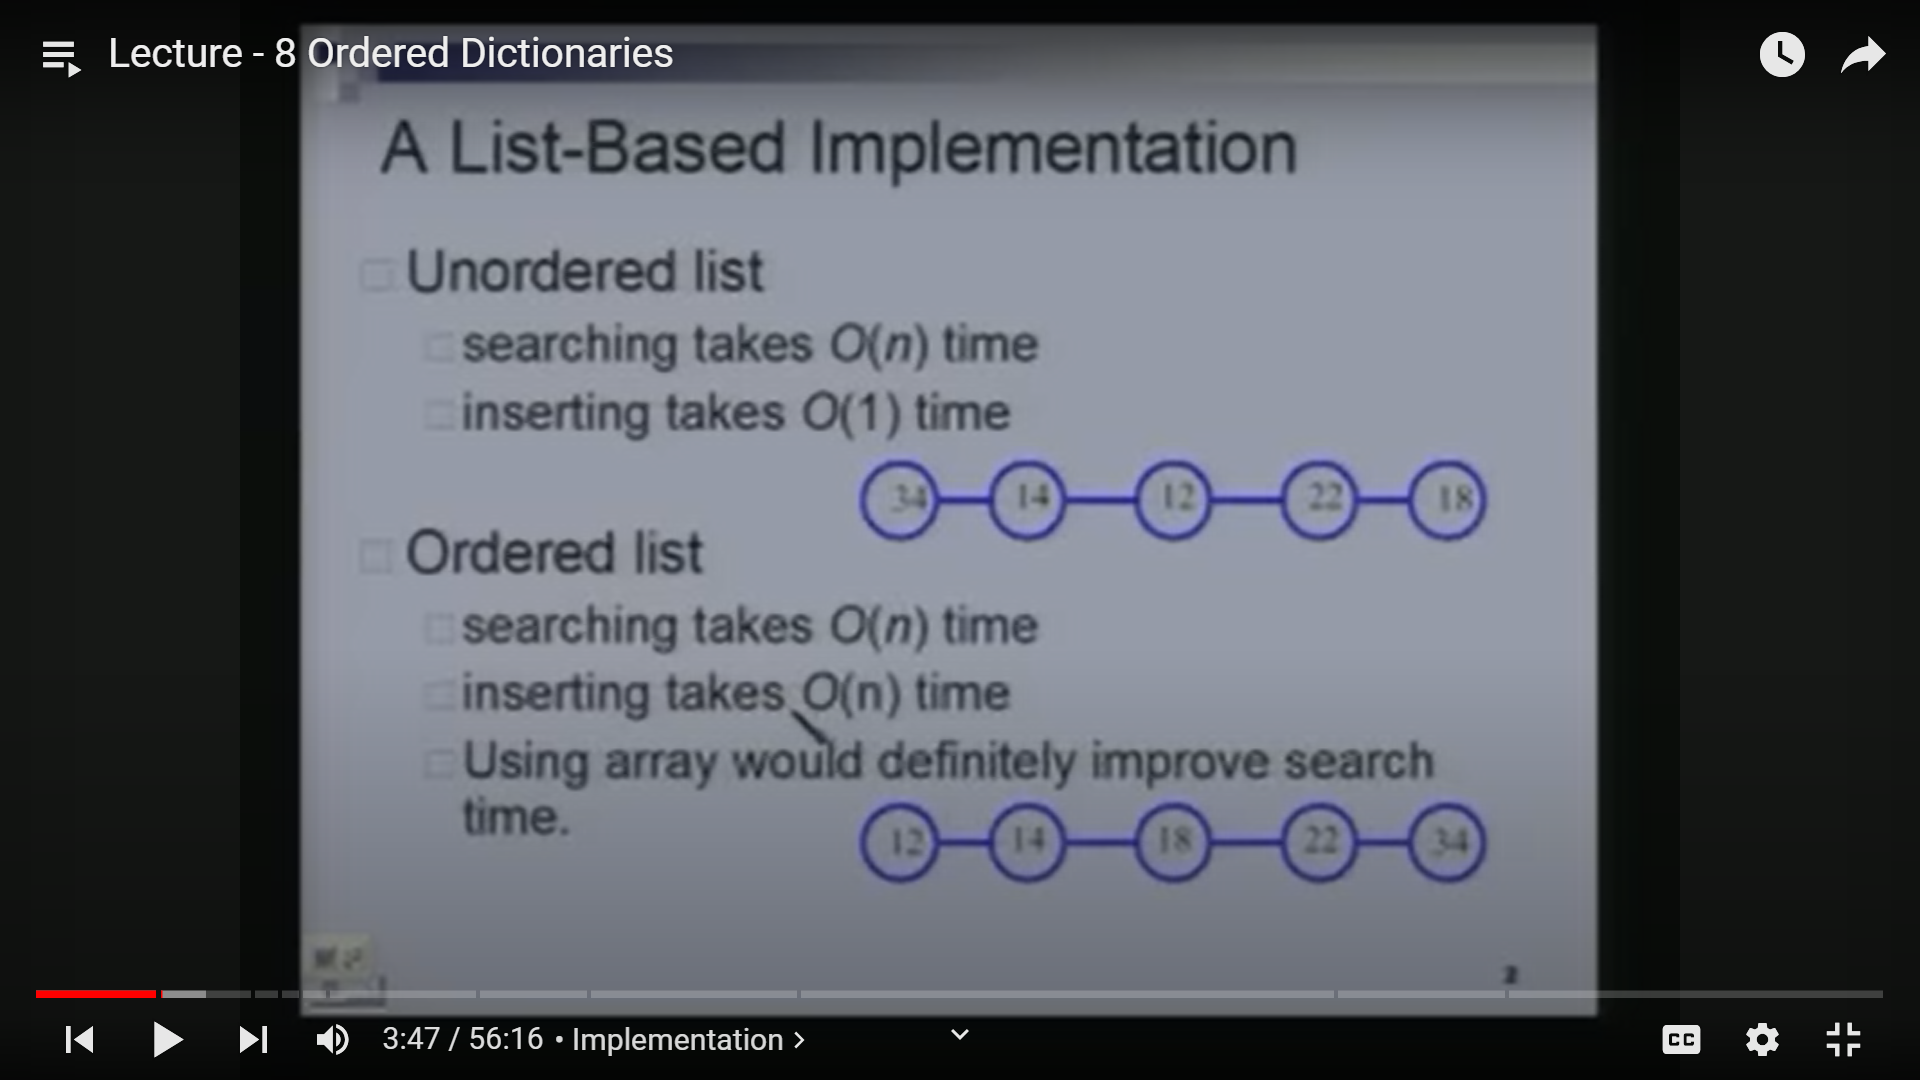 Lecture - 8 Ordered Dictionaries
A List-Based Implementation
Unordered list
searching takes O(n) time
inserting takes O(1) time
34 14 12 22 18
Ordered list
searching takes O(n) time
inserting takes O(n) time
Using array would definitely improve search
time.
12 14 18 22 34
2
3:47 / 56:16 • Implementation >
CC